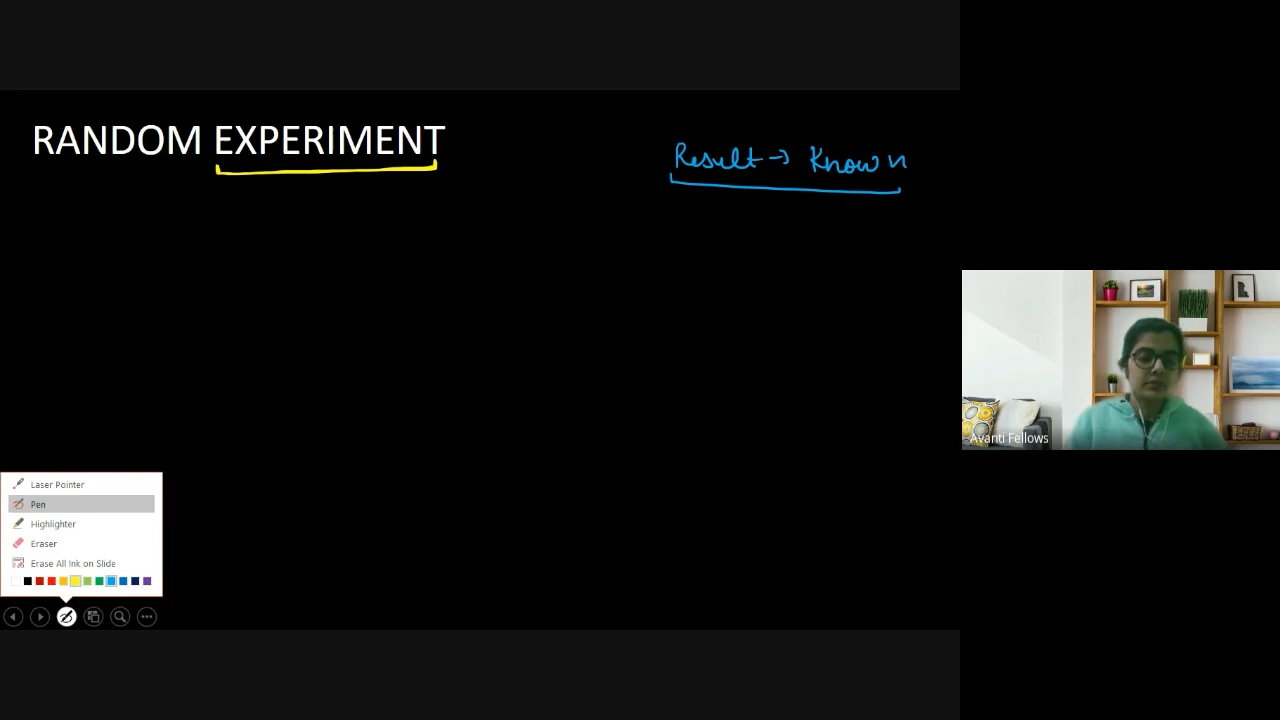 RANDOM EXPERIMENT
Result → Known
Avanti Fellows
Laser Pointer
Pen
Highlighter
Eraser
Erase All Ink on Slide